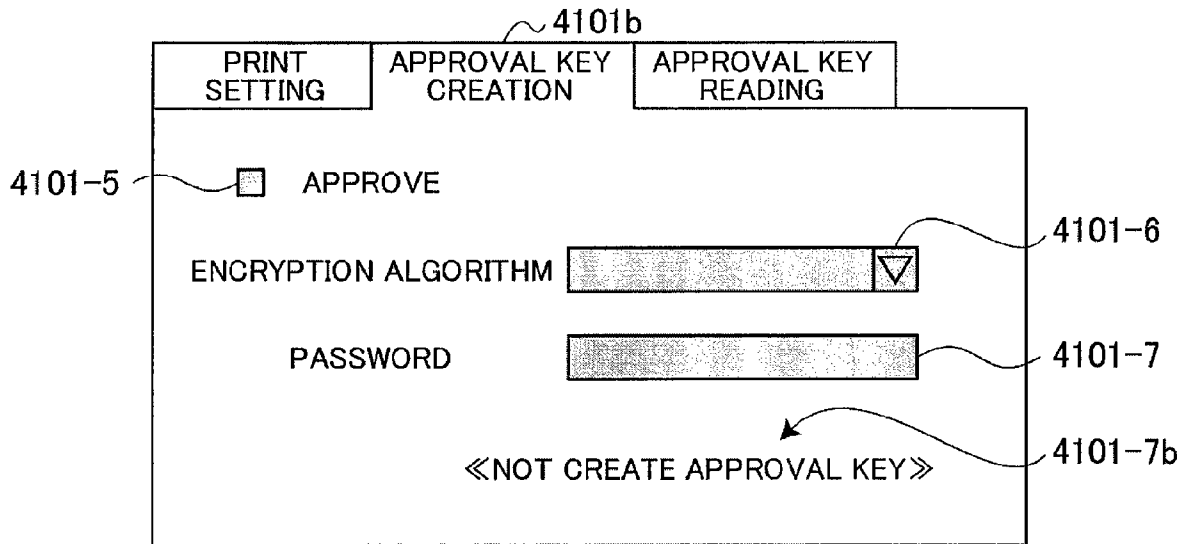 4101b
PRINT SETTING
APPROVAL KEY CREATION
APPROVAL KEY READING
4101-5
APPROVE
4101-6
ENCRYPTION ALGORITHM
PASSWORD
4101-7
≪NOT CREATE APPROVAL KEY≫
4101-7b